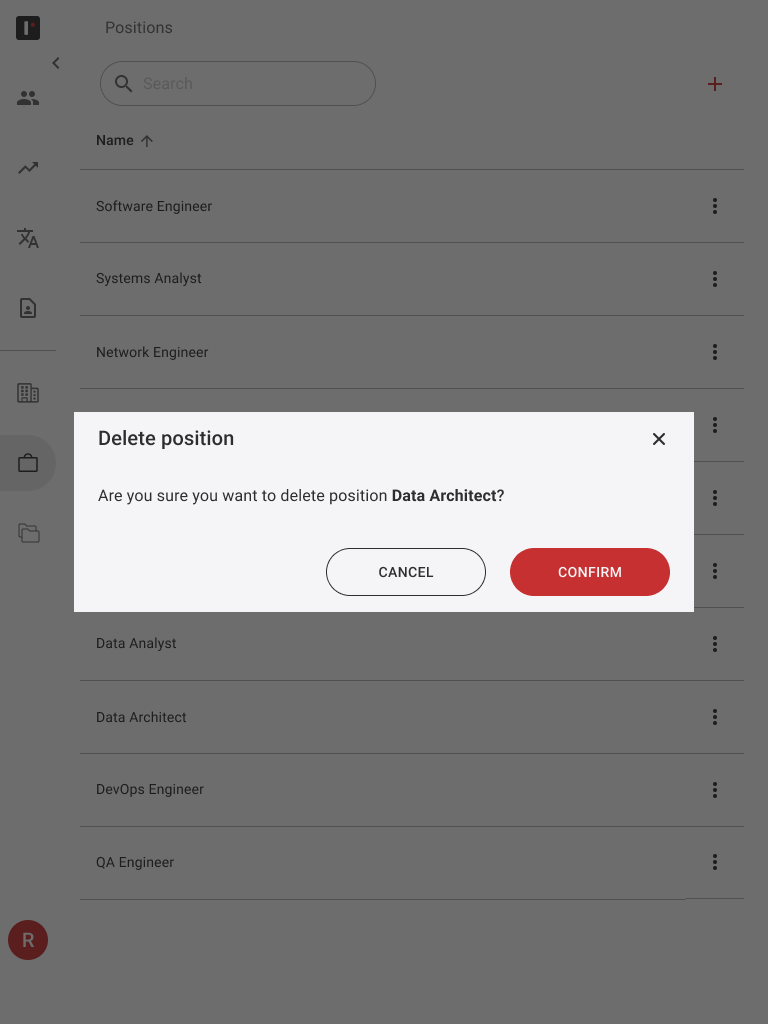 Positions
Search
Name
Software Engineer
Systems Analyst
Network Engineer
Delete position
Are you sure you want to delete position Data Architect?
CANCEL
CONFIRM
Data Analyst
Data Architect
DevOps Engineer
QA Engineer
R